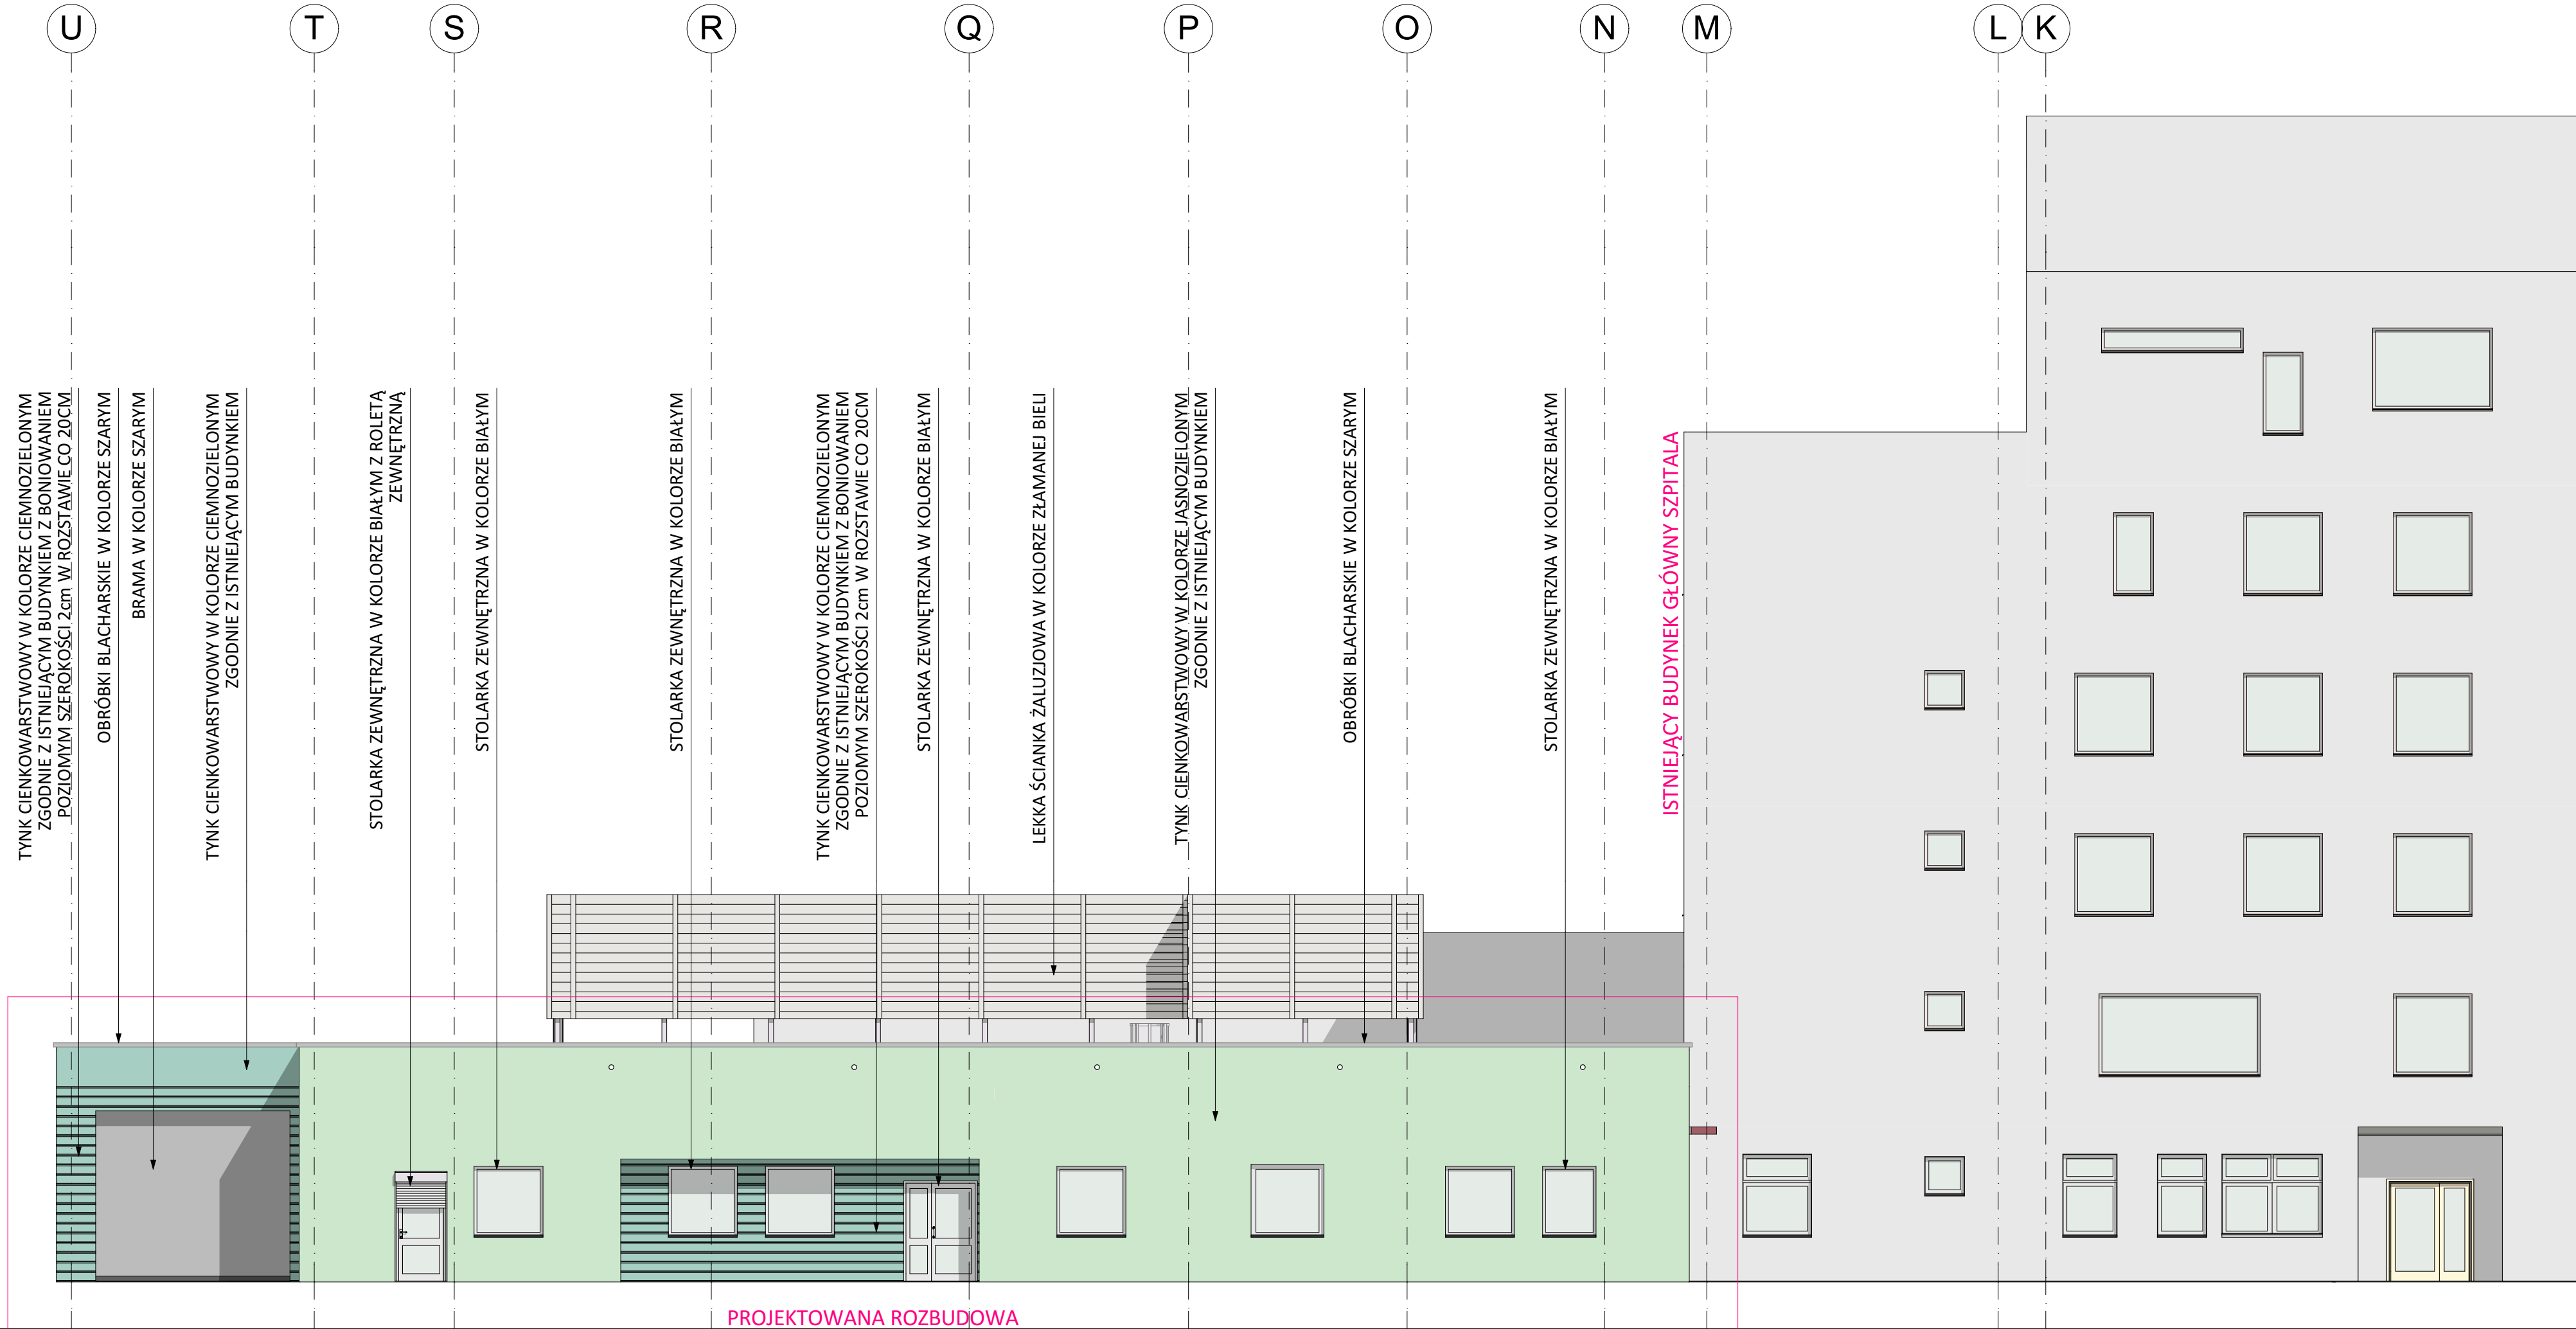 U
T
S
R
Q
P
O
N
M
L
K
TYNK CIENKOWARSTWOWY W KOLORZE CIEMNOZIELONYM
ZGODNIE Z ISTNIEJĄCYM BUDYNKIEM Z BONIOWANIEM
POZIOMYM SZEROKOŚCI 2cm W ROZSTAWIE CO 20CM
OBRÓBKI BLACHARSKIE W KOLORZE SZARYM
BRAMA W KOLORZE SZARYM
TYNK CIENKOWARSTWOWY W KOLORZE CIEMNOZIELONYM
ZGODNIE Z ISTNIEJĄCYM BUDYNKIEM
STOLARKA ZEWNĘTRZNA W KOLORZE BIAŁYM Z ROLETĄ
ZEWNĘTRZNĄ
STOLARKA ZEWNĘTRZNA W KOLORZE BIAŁYM
STOLARKA ZEWNĘTRZNA W KOLORZE BIAŁYM
TYNK CIENKOWARSTWOWY W KOLORZE CIEMNOZIELONYM
ZGODNIE Z ISTNIEJĄCYM BUDYNKIEM Z BONIOWANIEM
POZIOMYM SZEROKOŚCI 2cm W ROZSTAWIE CO 20CM
STOLARKA ZEWNĘTRZNA W KOLORZE BIAŁYM
LEKKA ŚCIANKA ŻALUZJOWA W KOLORZE ZŁAMANEJ BIELI
TYNK CIENKOWARSTWOWY W KOLORZE JASNOZIELONYM
ZGODNIE Z ISTNIEJĄCYM BUDYNKIEM
OBRÓBKI BLACHARSKIE W KOLORZE SZARYM
STOLARKA ZEWNĘTRZNA W KOLORZE BIAŁYM
ISTNIEJĄCY BUDYNEK GŁÓWNY SZPITALA
PROJEKTOWANA ROZBUDOWA